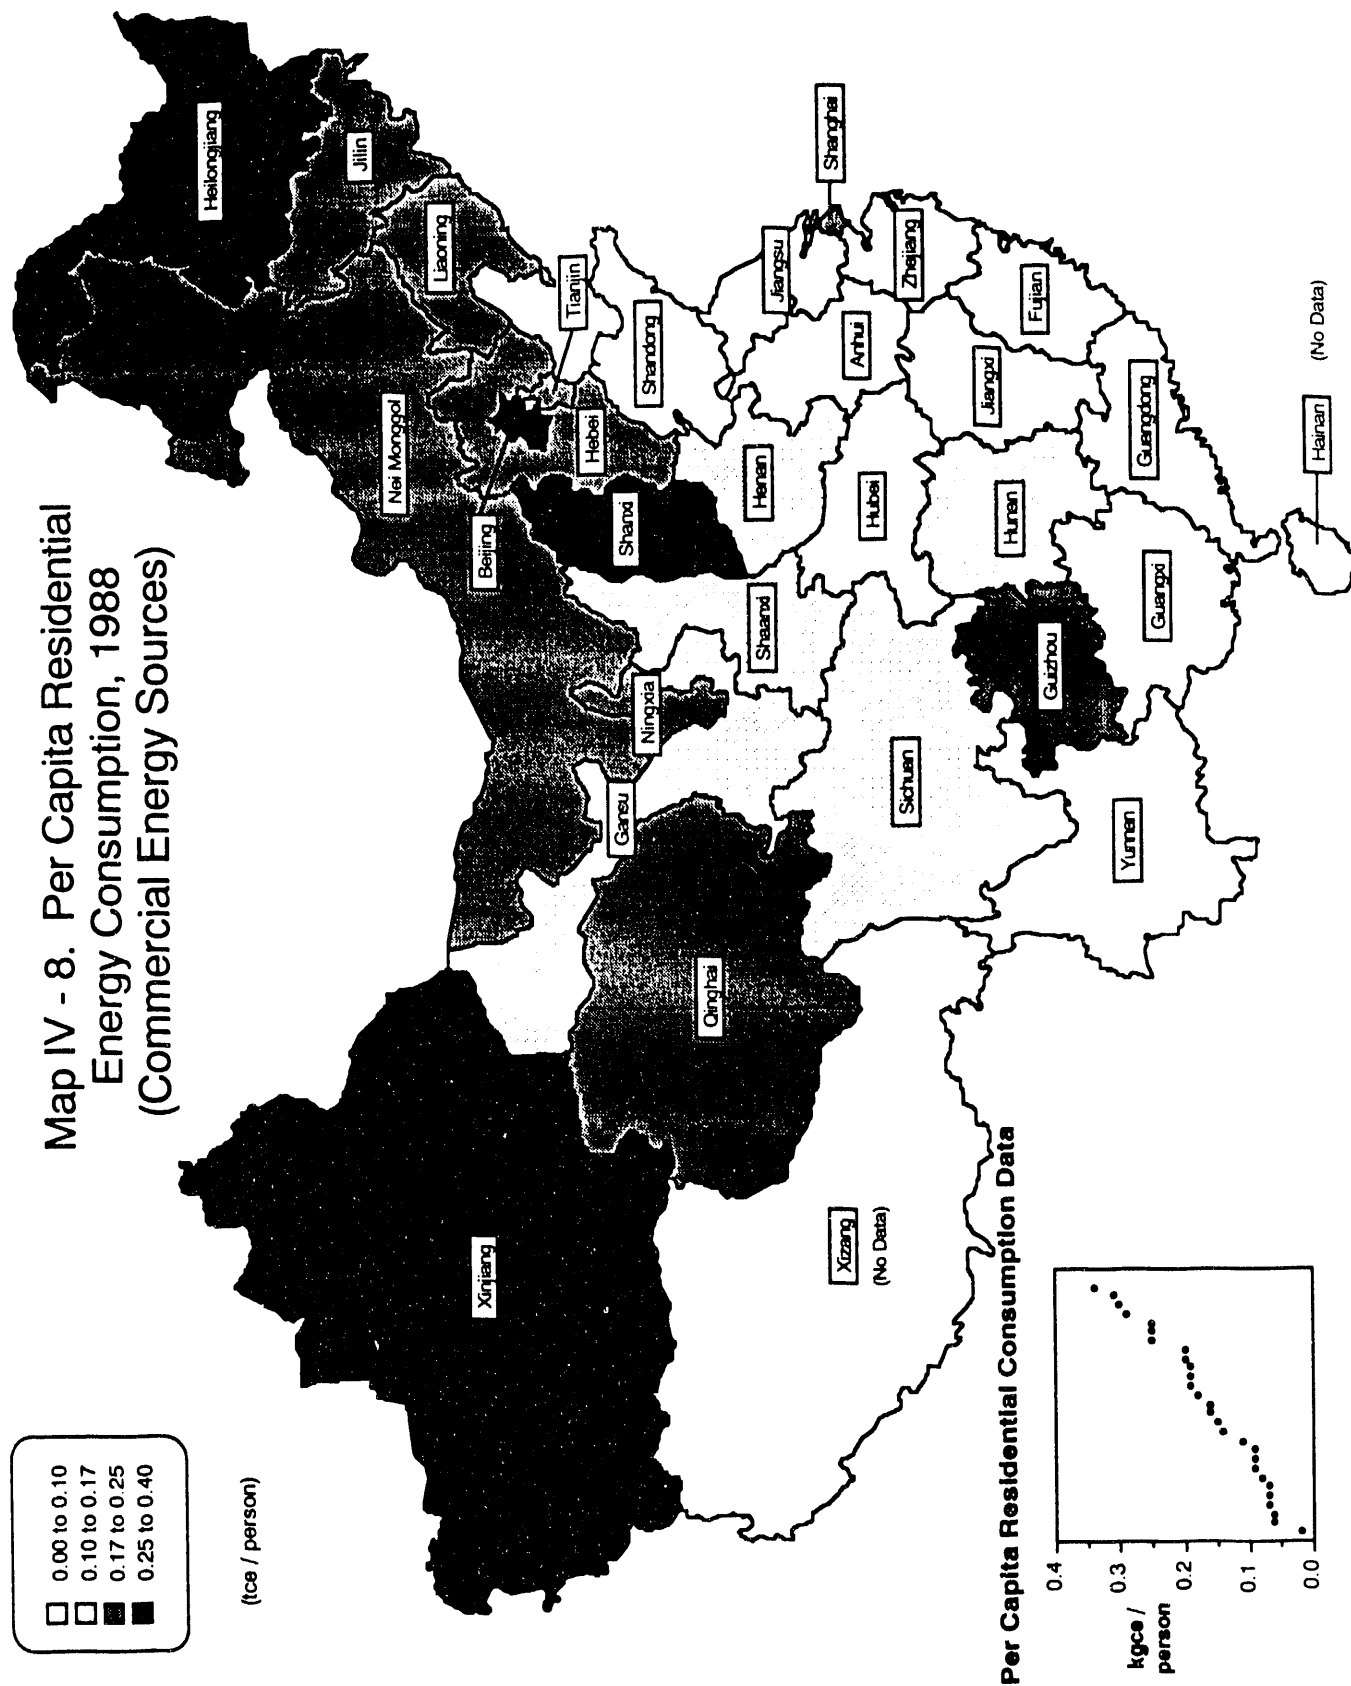 Map IV - 8. Per Capita Residential
Energy Consumption, 1988
(Commercial Energy Sources)
0.00 to 0.10
0.10 to 0.17
0.17 to 0.25
0.25 to 0.40
(tce / person)
Heilongjiang
Jilin
Liaoning
Nei Monggol
Beijing
Tianjin
Hebei
Shanxi
Shandong
Xinjiang
Gansu
Ningxia
Qinghai
Shaanxi
Henan
Jiangsu
Shanghai
Anhui
Zhejiang
Hubei
Sichuan
Xizang
(No Data)
Jiangxi
Fujian
Hunan
Guizhou
Yunnan
Guangxi
Guangdong
Hainan
(No Data)
Per Capita Residential Consumption Data
0.4
0.3
0.2
0.1
0.0
kgce /
person